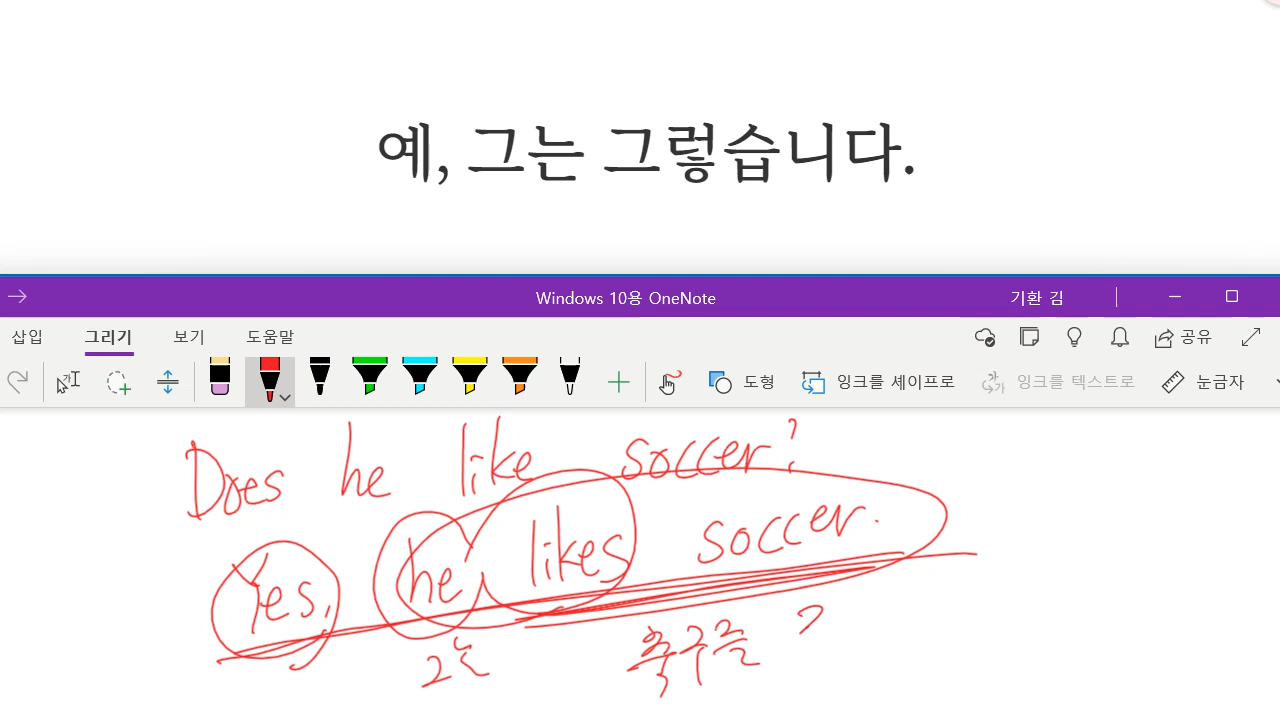 예, 그는 그렇습니다.
Windows 10용 OneNote
기환 김
삽입 그리기 보기 도움말 공유
도형 잉크를 셰이프로 잉크를 텍스트로 눈금자
Does he like soccer?
Yes, he likes soccer.
그는 축구를